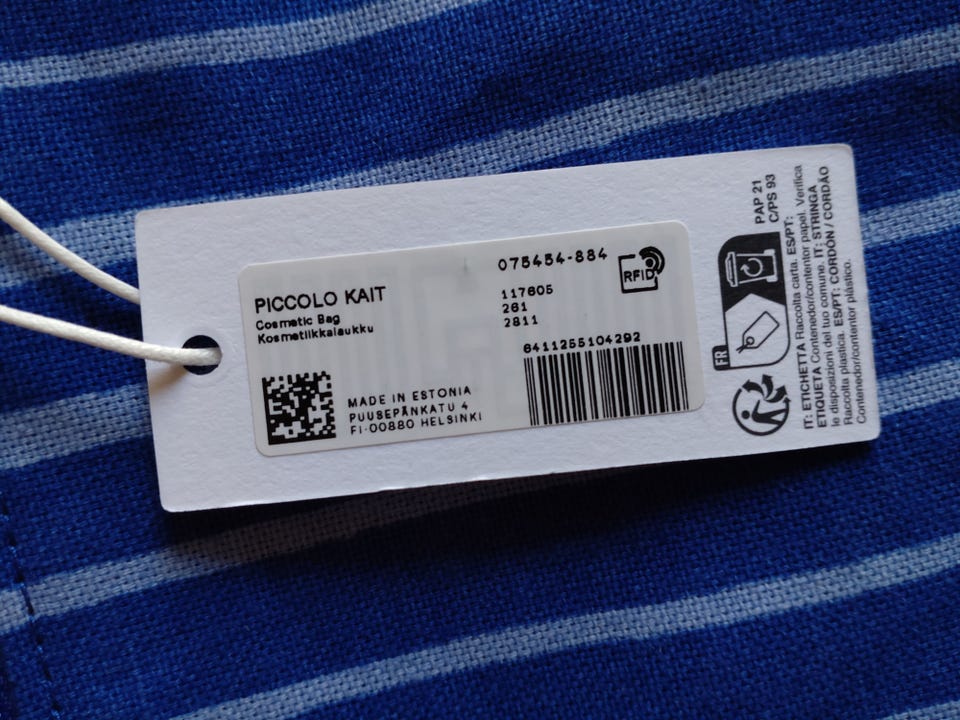 PICCOLO KAIT
Cosmetic Bag
Kosmetiikkalaukku
MADE IN ESTONIA
PUUSEPÄNKATU 4
FI-00880 HELSINKI
075454-884
117605
261
2811
RFID
6411255104292
FR
PAP 21
C/PS 93
IT: ETICHETTA Raccolta carta. ES/PT:
ETIQUETA Contenedor/contentor papel. Verifica
le disposizioni del tuo comune. IT: STRINGA
Raccolta plastica. ES/PT: CORDÓN / CORDÃO
Contenedor/contentor plástico.